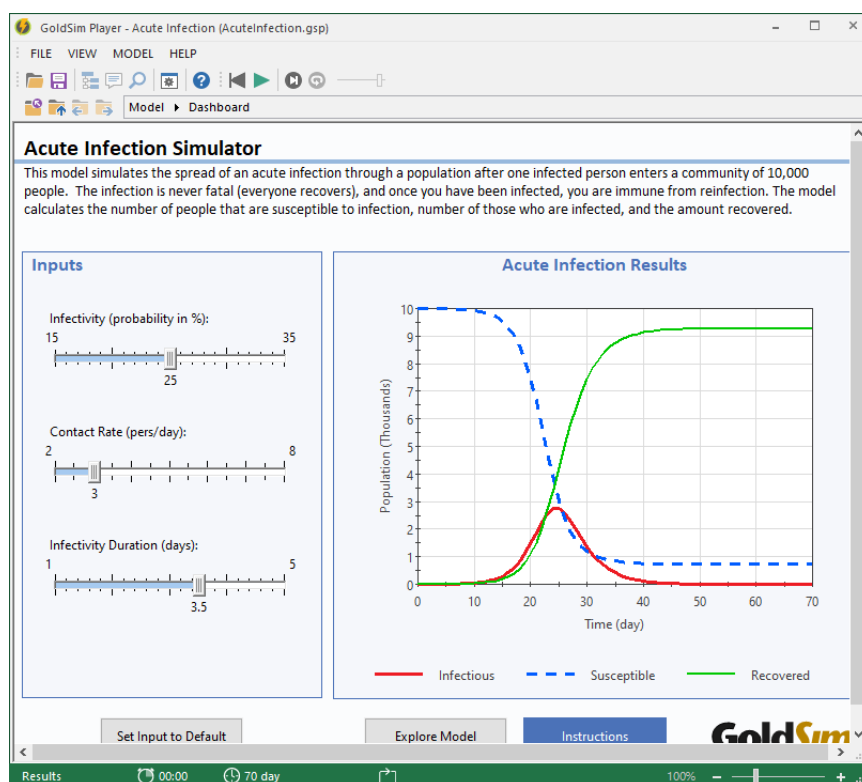 GoldSim Player - Acute Infection (AcuteInfection.gsp)
FILE VIEW MODEL HELP
Model Dashboard
Acute Infection Simulator
This model simulates the spread of an acute infection through a population after one infected person enters a community of 10,000
people. The infection is never fatal (everyone recovers), and once you have been infected, you are immune from reinfection. The model
calculates the number of people that are susceptible to infection, number of those who are infected, and the amount recovered.
Inputs
Infectivity (probability in %):
15 35
25
Contact Rate (pers/day):
2 8
3
Infectivity Duration (days):
1 5
3.5
Acute Infection Results
Population (Thousands)
10
9
8
7
6
5
4
3
2
1
0
0 10 20 30 40 50 60 70
Time (day)
Infectious Susceptible Recovered
Set Input to Default Explore Model Instructions
GoldSim
Results 00:00 70 day 100%